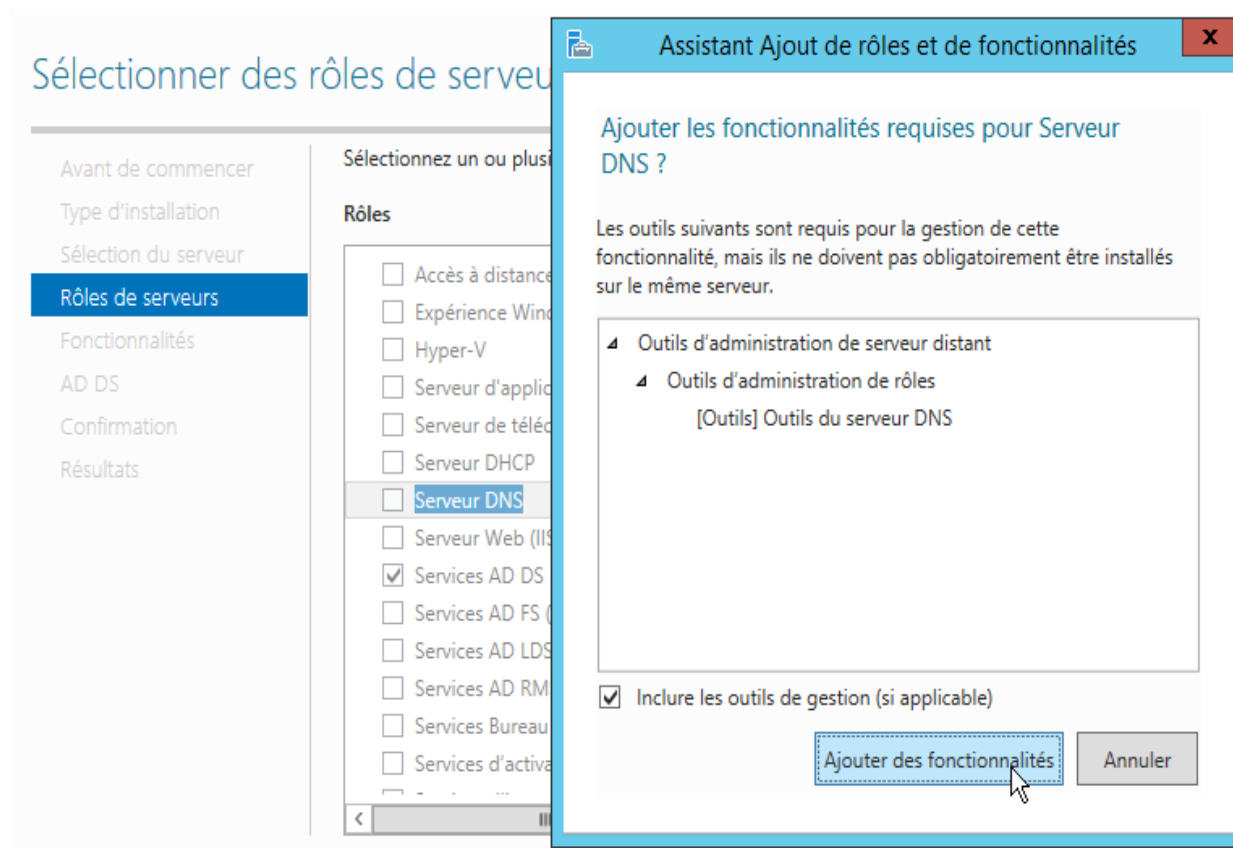 Sélectionner des rôles de serveu
Avant de commencer
Type d'installation
Sélection du serveur
Rôles de serveurs
Fonctionnalités
AD DS
Confirmation
Résultats
Sélectionnez un ou plusi
Rôles
Accès à distance
Expérience Wind
Hyper-V
Serveur d'applic
Serveur de téléc
Serveur DHCP
Serveur DNS
Serveur Web (IIS
Services AD DS
Services AD FS (
Services AD LDS
Services AD RM
Services Bureau
Services d'activa
Assistant Ajout de rôles et de fonctionnalités
x
Ajouter les fonctionnalités requises pour Serveur
DNS ?
Les outils suivants sont requis pour la gestion de cette
fonctionnalité, mais ils ne doivent pas obligatoirement être installés
sur le même serveur.
Outils d'administration de serveur distant
Outils d'administration de rôles
[Outils] Outils du serveur DNS
Inclure les outils de gestion (si applicable)
Ajouter des fonctionnalités
Annuler